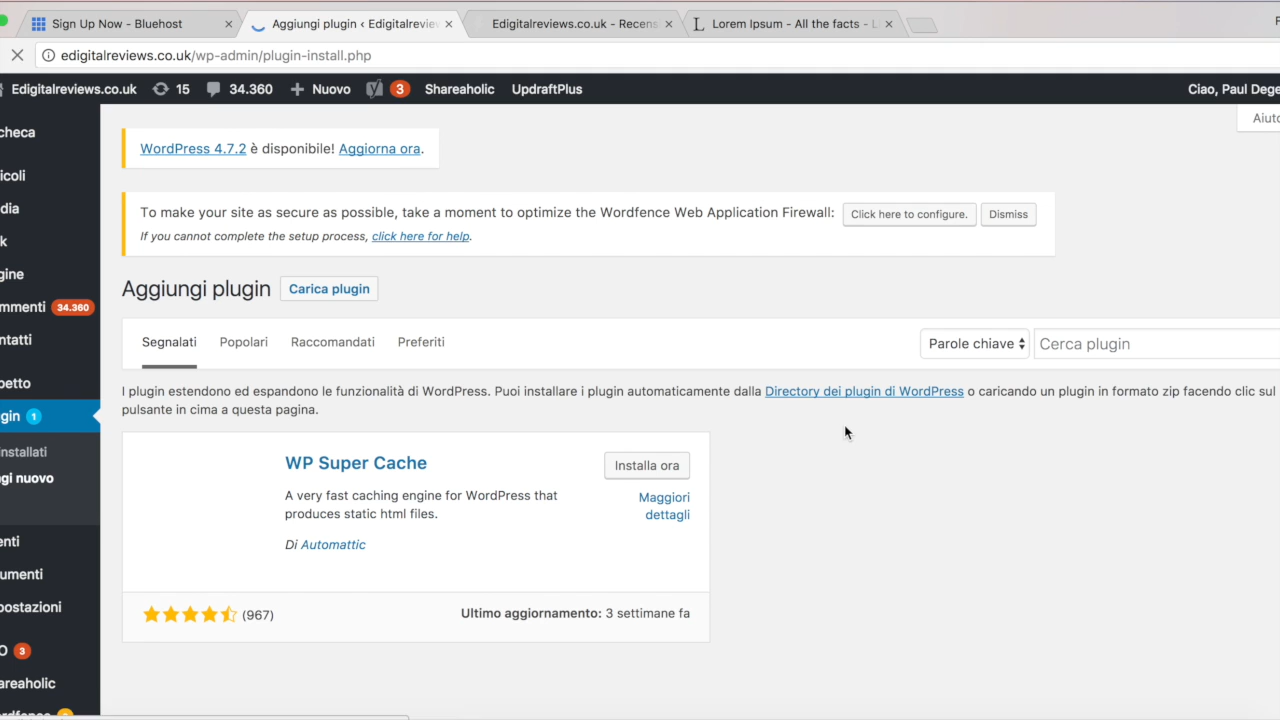 Sign Up Now - Bluehost
Aggiungi plugin ‹ Edigitalreview
Edigitalreviews.co.uk - Recens
Lorem Ipsum - All the facts - L
edigitalreviews.co.uk/wp-admin/plugin-install.php
Edigitalreviews.co.uk 15 34.360 Nuovo 3 Shareaholic UpdraftPlus Ciao, Paul Dege
Aiuto
checa
icoli
dia
k
gine
mmenti 34.360
ntatti
petto
gin 1
installati
gi nuovo
enti
umenti
postazioni
O 3
areaholic
WordPress 4.7.2 è disponibile! Aggiorna ora.
To make your site as secure as possible, take a moment to optimize the Wordfence Web Application Firewall: Click here to configure. Dismiss
If you cannot complete the setup process, click here for help.
Aggiungi plugin Carica plugin
Segnalati Popolari Raccomandati Preferiti Parole chiave Cerca plugin
I plugin estendono ed espandono le funzionalità di WordPress. Puoi installare i plugin automaticamente dalla Directory dei plugin di WordPress o caricando un plugin in formato zip facendo clic sul
pulsante in cima a questa pagina.
WP Super Cache
Installa ora
A very fast caching engine for WordPress that
produces static html files.
Maggiori
dettagli
Di Automattic
(967)
Ultimo aggiornamento: 3 settimane fa